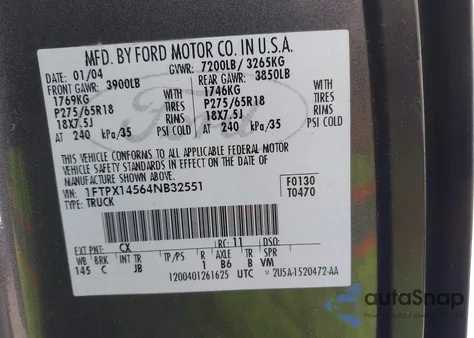 MFD. BY FORD MOTOR CO. IN U.S.A.
DATE: 01/04 GVWR: 7200LB / 3265KG
FRONT GAWR: 3900LB REAR GAWR: 3850LB
1769KG WITH 1746KG WITH
P275/65R18 TIRES P275/65R18 TIRES
18X7.5J RIMS 18X7.5J RIMS
AT 240 kPa/35 PSI COLD AT 240 kPa/35 PSI COLD
THIS VEHICLE CONFORMS TO ALL APPLICABLE FEDERAL MOTOR
VEHICLE SAFETY STANDARDS IN EFFECT ON THE DATE OF
MANUFACTURE SHOWN ABOVE.
VIN: 1FTPX14564NB32551 F0130
TYPE: TRUCK T0470
EXT PNT: CX RC: 11 DSO:
WB BRK INT TR TP/PS R AXLE TR SPR
145 C JB 1 B6 B VM
1200401261625 UTC 2U5A-1520472-AA
Ford
autoSnap